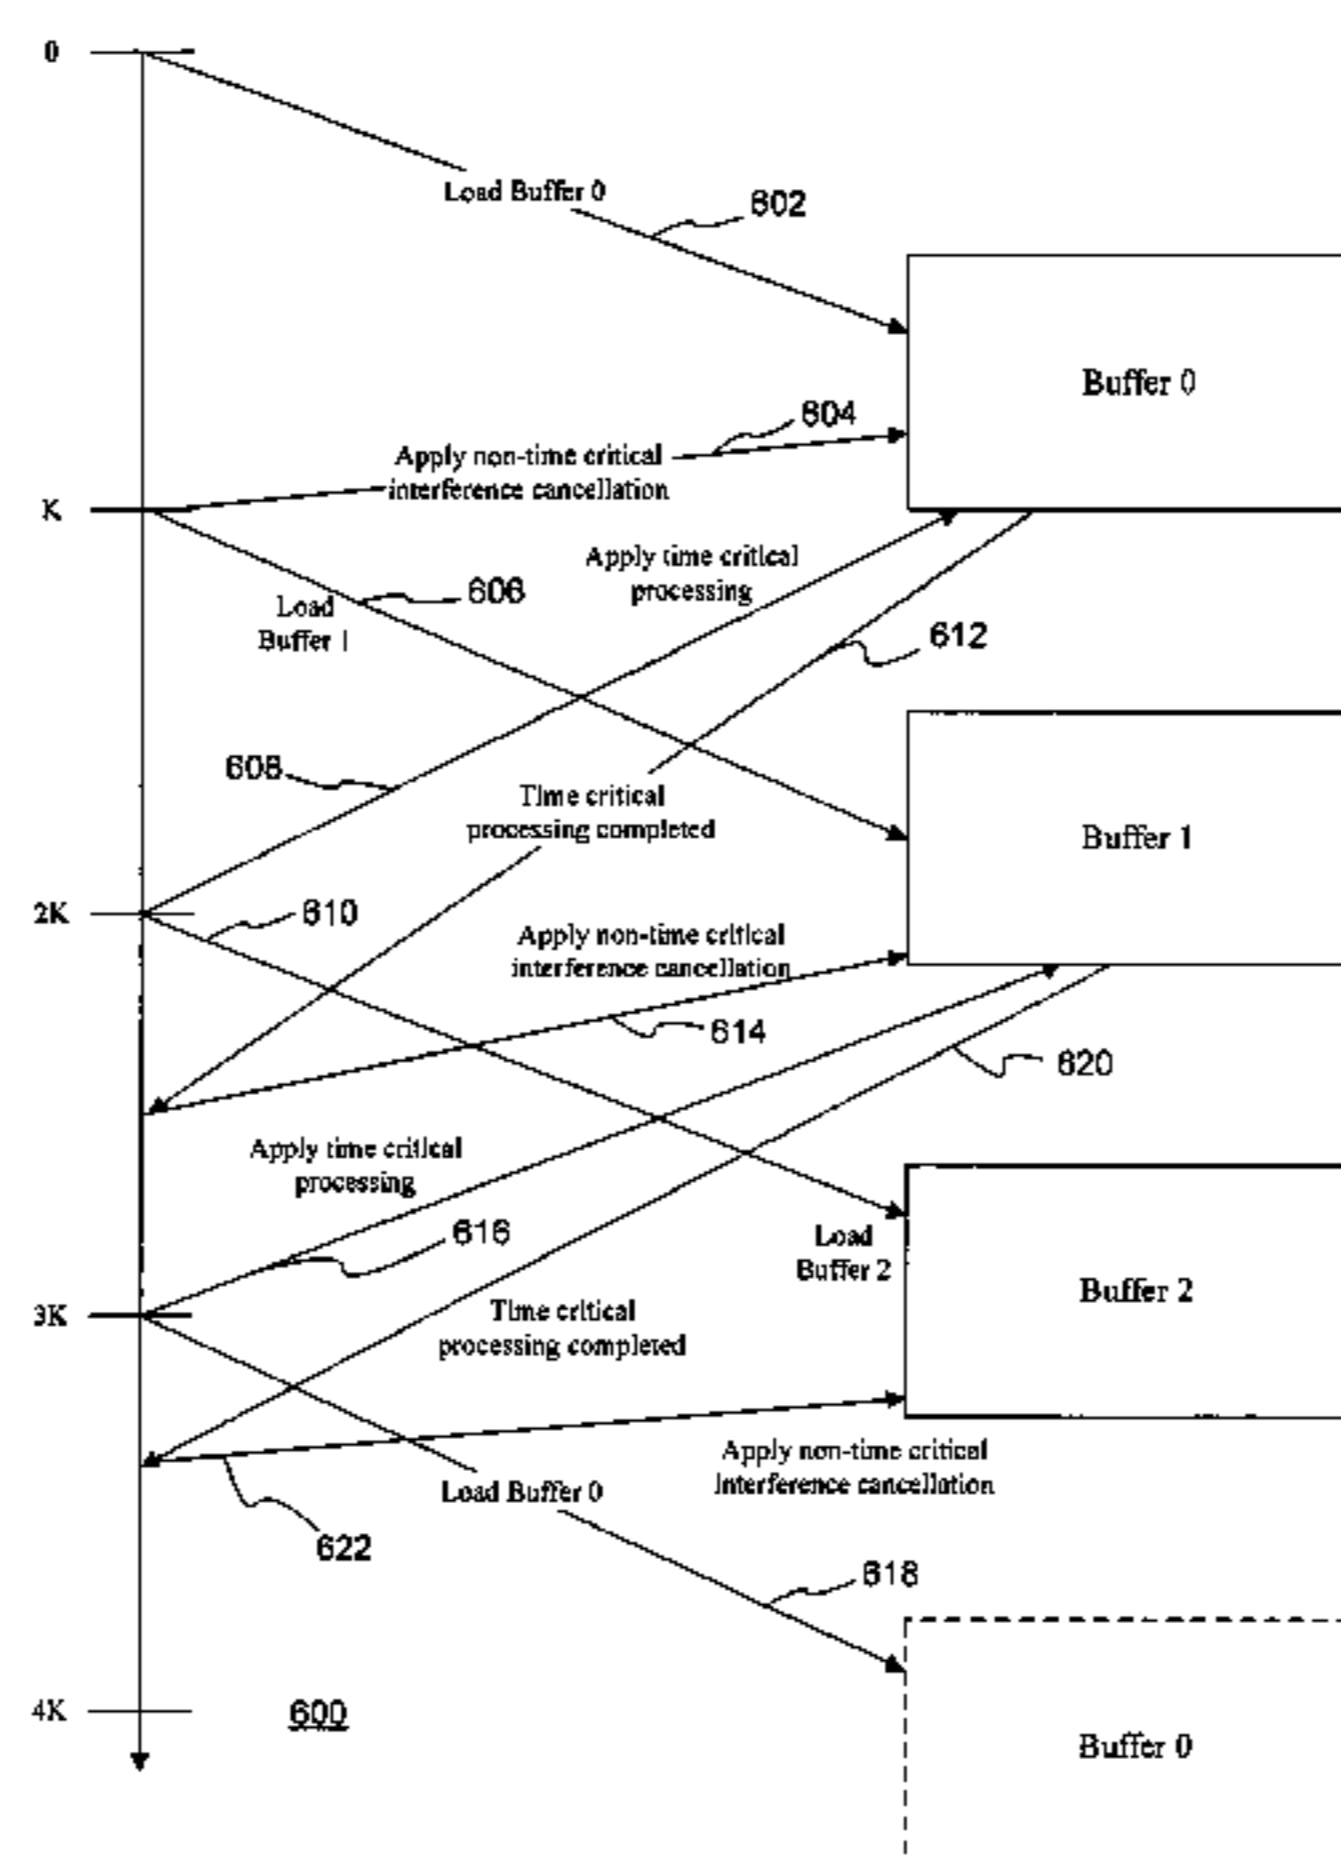 0
Load Buffer 0
602
Buffer 0
604
Apply non-time critical
interference cancellation
K
Apply time critical
processing
606
Load
Buffer 1
612
608
Time critical
processing completed
Buffer 1
2K
610
Apply non-time critical
interference cancellation
614
620
Apply time critical
processing
616
Load
Buffer 2
Buffer 2
3K
Time critical
processing completed
Apply non-time critical
Interference cancellation
Load Buffer 0
622
618
4K
600
Buffer 0